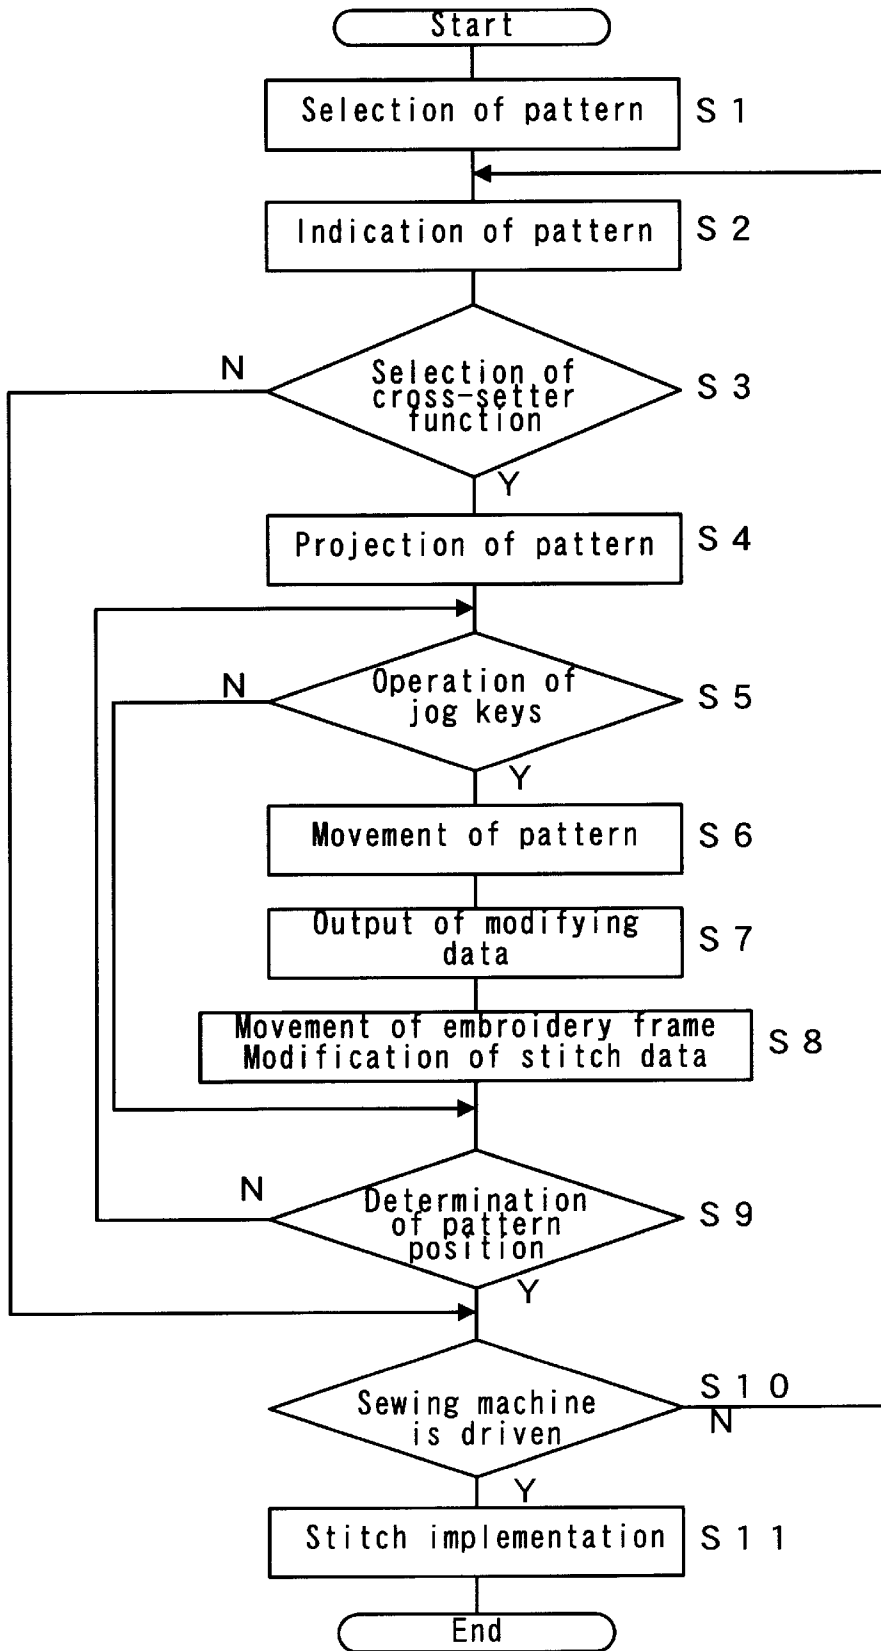 Start
Selection of pattern S 1
Indication of pattern S 2
N
Selection of
cross-setter
function
S 3
Y
Projection of pattern S 4
N
Operation of
jog keys
S 5
Y
Movement of pattern S 6
Output of modifying
data
S 7
Movement of embroidery frame
Modification of stitch data
S 8
N
Determination
of pattern
position
S 9
Y
Sewing machine
is driven
S 1 0
N
Y
Stitch implementation S 1 1
End